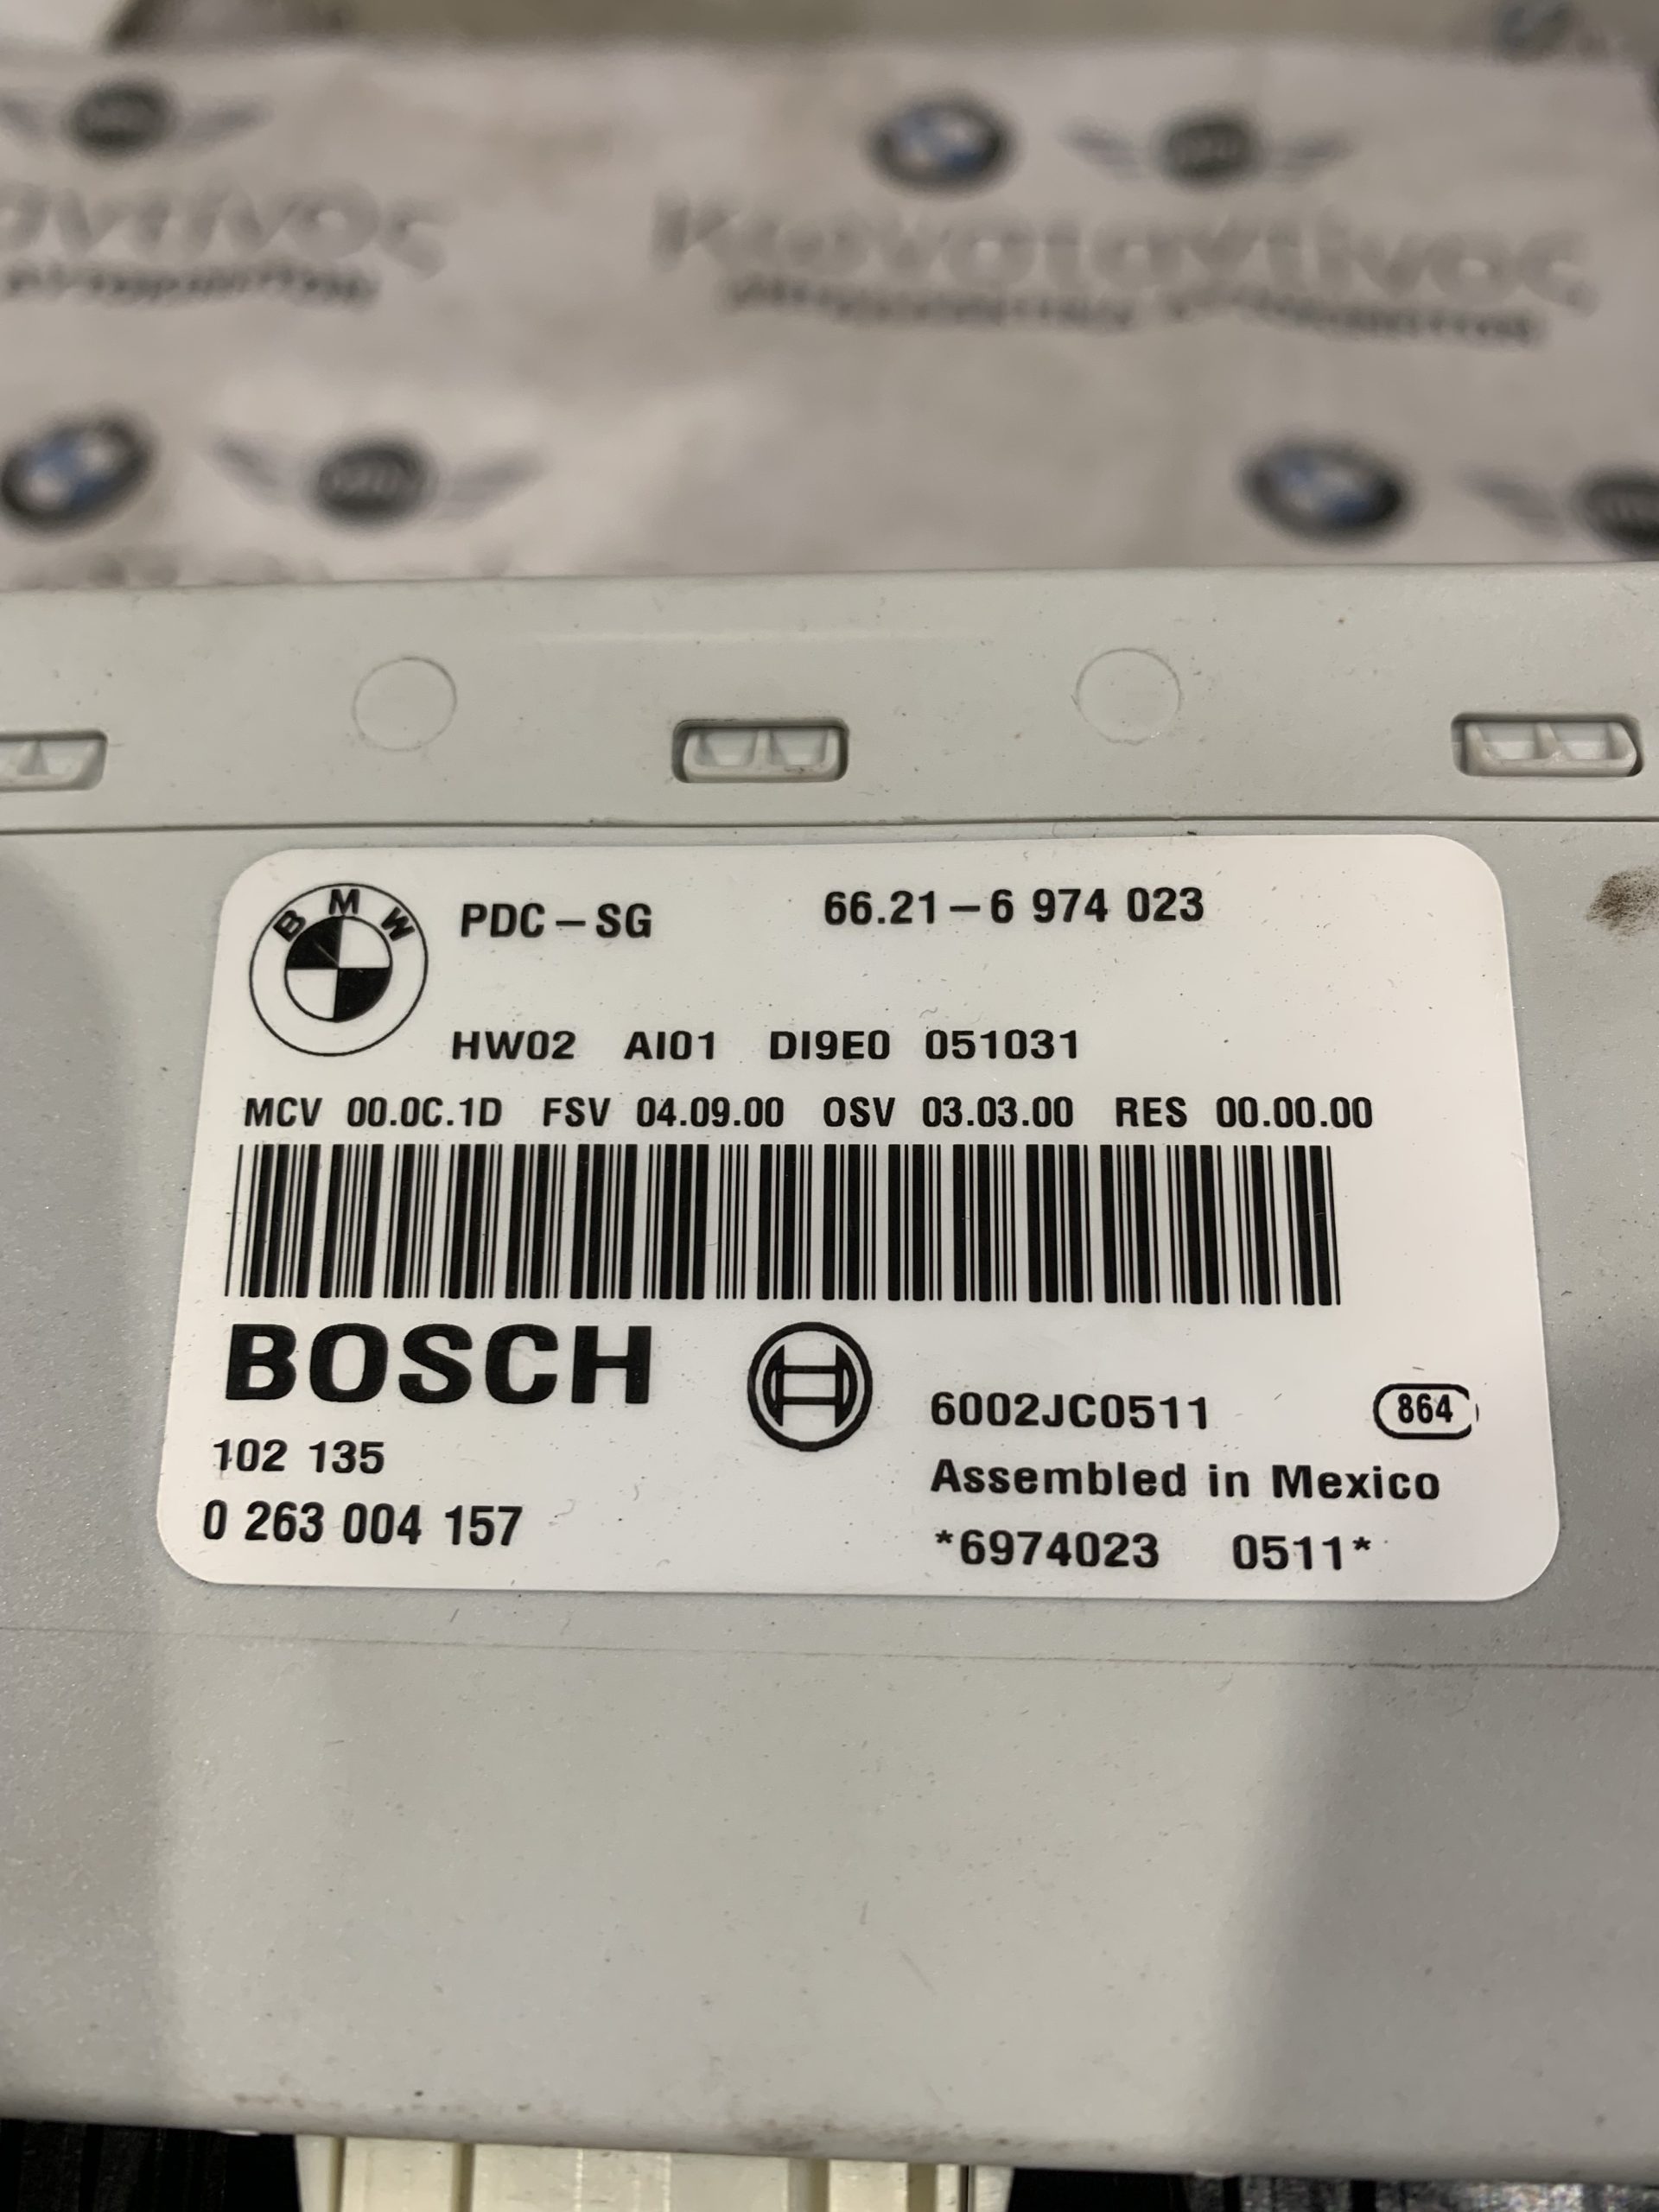 Κωνσταντίνος
BMW
PDC-SG 66.21-6 974 023
HW02 AI01 DI9E0 051031
MCV 00.0C.1D FSV 04.09.00 OSV 03.03.00 RES 00.00.00
BOSCH
6002JC0511 864
102 135
Assembled in Mexico
0 263 004 157
*6974023 0511*